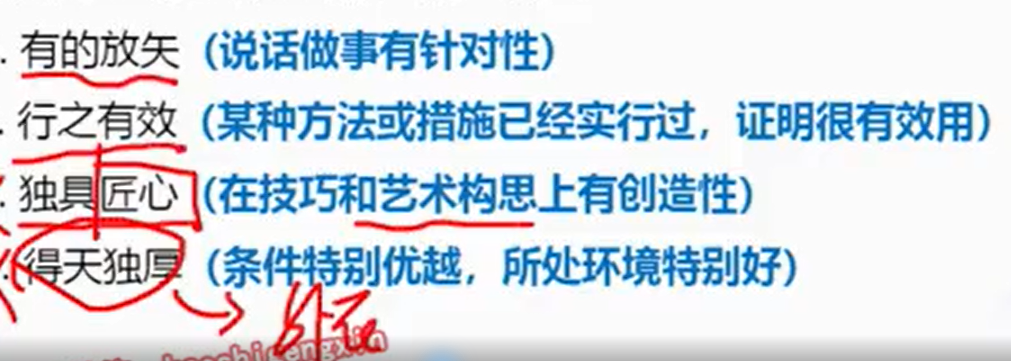 . 有的放矢（说话做事有针对性）
. 行之有效（某种方法或措施已经实行过，证明很有效用）
独具匠心（在技巧和艺术构思上有创造性）
得天独厚（条件特别优越，所处环境特别好）
外在